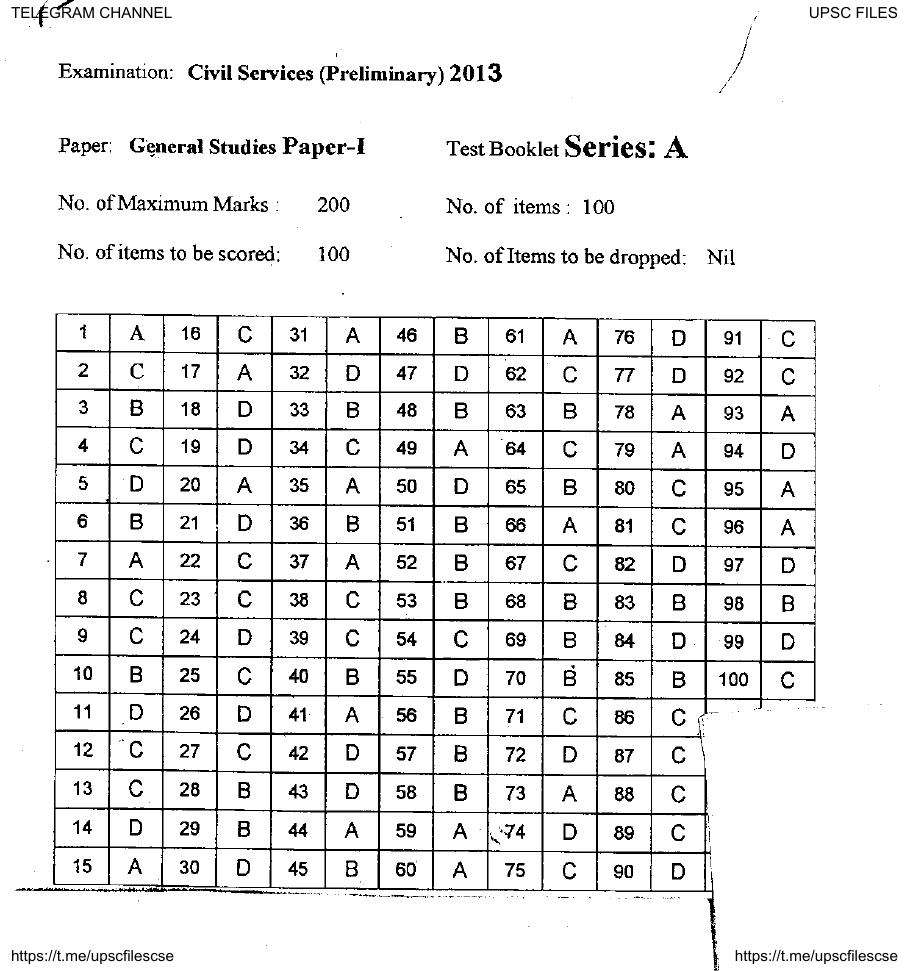 TELEGRAM CHANNEL UPSC FILES
Examination: Civil Services (Preliminary) 2013
Paper: General Studies Paper-I Test Booklet Series: A
No. of Maximum Marks : 200 No. of items : 100
No. of items to be scored: 100 No. of Items to be dropped: Nil
1 A 16 C 31 A 46 B 61 A 76 D 91 C
2 C 17 A 32 D 47 D 62 C 77 D 92 C
3 B 18 D 33 B 48 B 63 B 78 A 93 A
4 C 19 D 34 C 49 A 64 C 79 A 94 D
5 D 20 A 35 A 50 D 65 B 80 C 95 A
6 B 21 D 36 B 51 B 66 A 81 C 96 A
7 A 22 C 37 A 52 B 67 C 82 D 97 D
8 C 23 C 38 C 53 B 68 B 83 B 98 B
9 C 24 D 39 C 54 C 69 B 84 D 99 D
10 B 25 C 40 B 55 D 70 B 85 B 100 C
11 D 26 D 41 A 56 B 71 C 86 C
12 C 27 C 42 D 57 B 72 D 87 C
13 C 28 B 43 D 58 B 73 A 88 C
14 D 29 B 44 A 59 A 74 D 89 C
15 A 30 D 45 B 60 A 75 C 90 D
https://t.me/upscfilescse https://t.me/upscfilescse